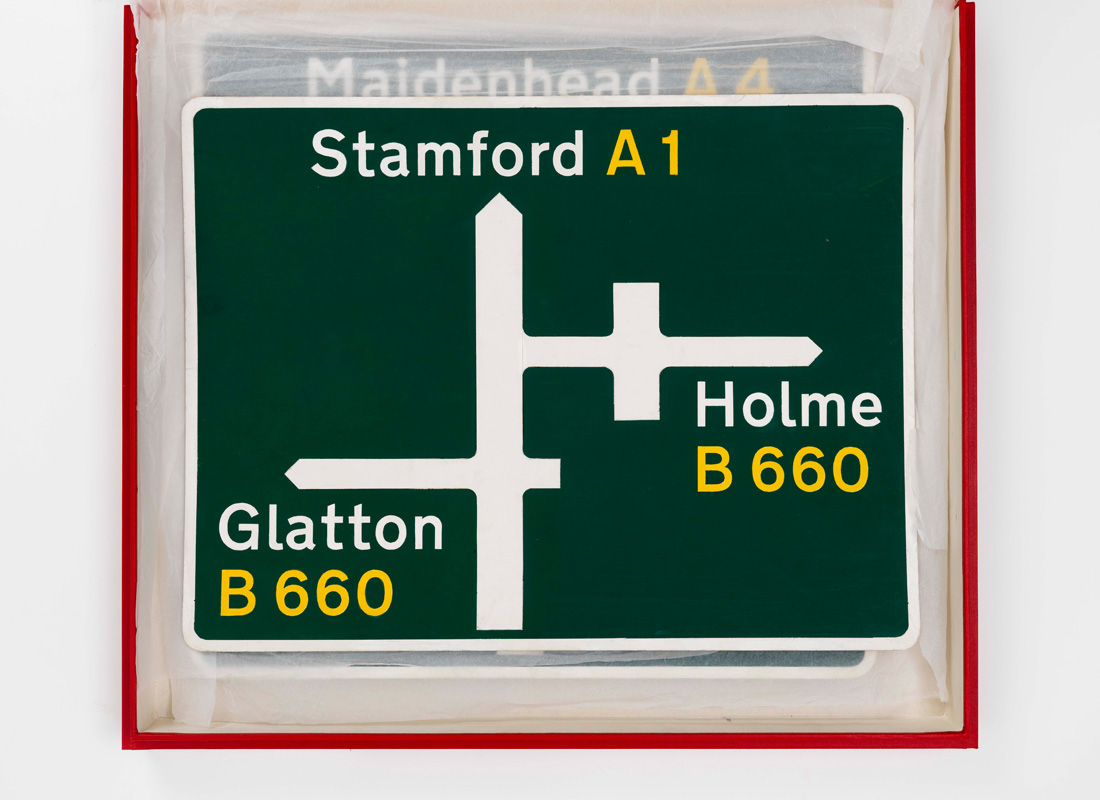 Maidenhead A4
Stamford A1
Holme
B 660
Glatton
B 660